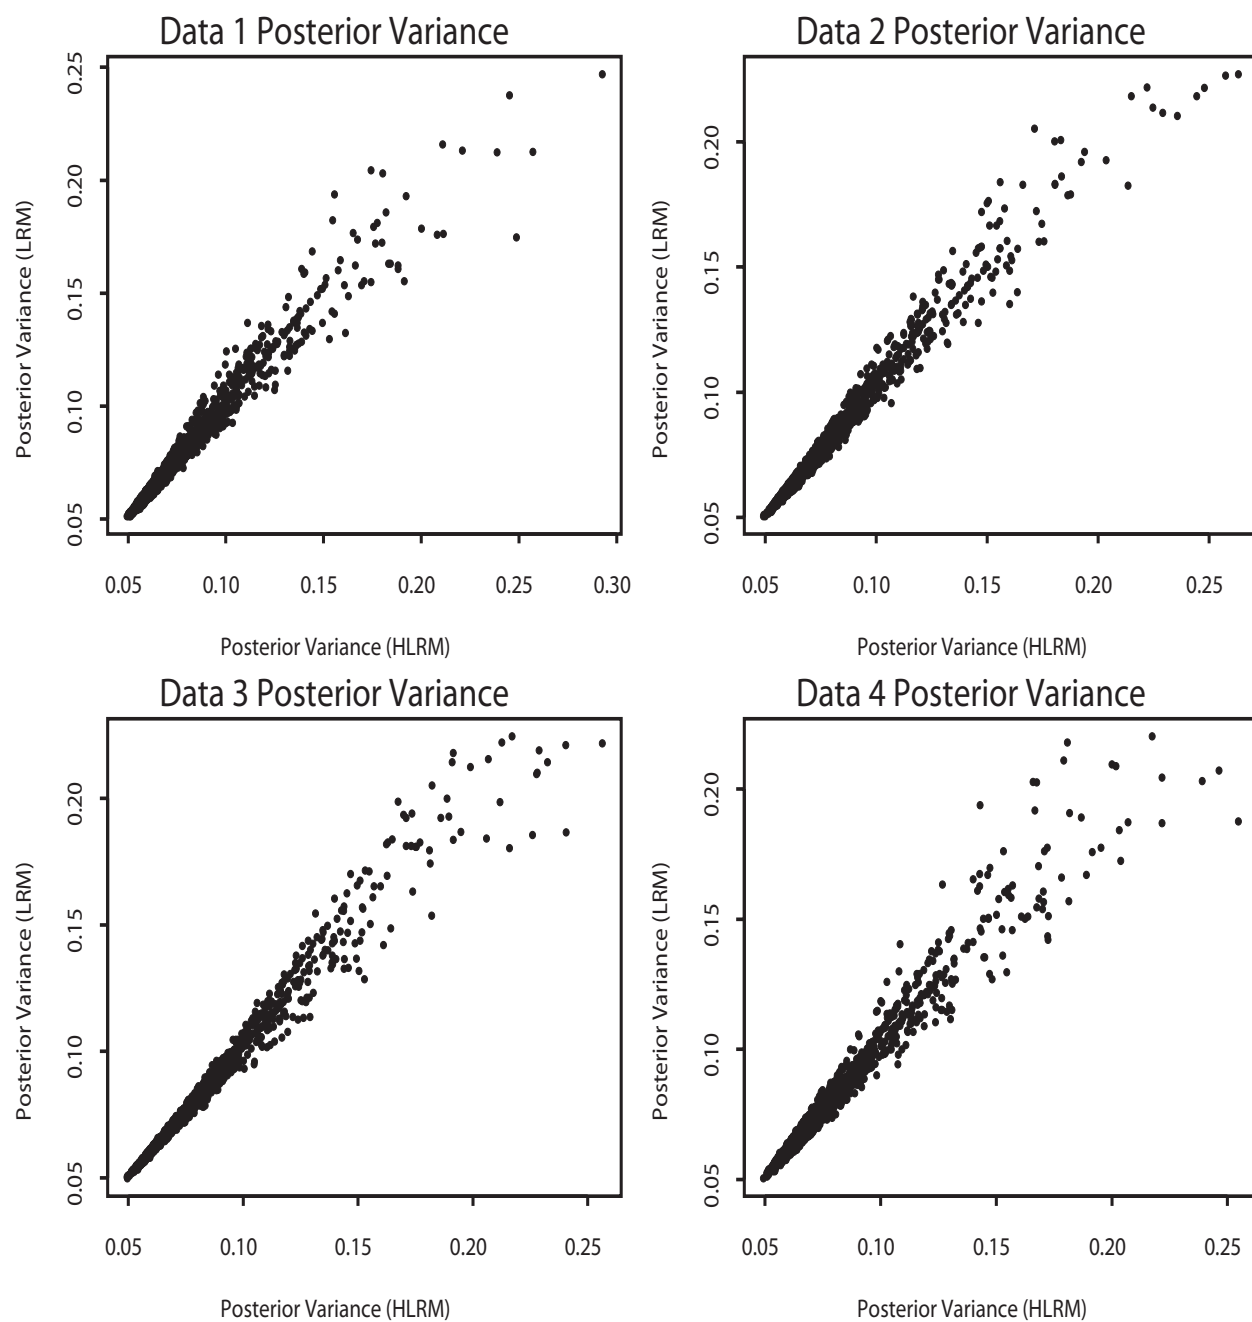 Data 1 Posterior Variance
Posterior Variance (LRM)
0.25
0.20
0.15
0.10
0.05
0.05 0.10 0.15 0.20 0.25 0.30
Posterior Variance (HLRM)
Data 2 Posterior Variance
Posterior Variance (LRM)
0.20
0.15
0.10
0.05
0.05 0.10 0.15 0.20 0.25
Posterior Variance (HLRM)
Data 3 Posterior Variance
Posterior Variance (LRM)
0.20
0.15
0.10
0.05
0.05 0.10 0.15 0.20 0.25
Posterior Variance (HLRM)
Data 4 Posterior Variance
Posterior Variance (LRM)
0.20
0.15
0.10
0.05
0.05 0.10 0.15 0.20 0.25
Posterior Variance (HLRM)